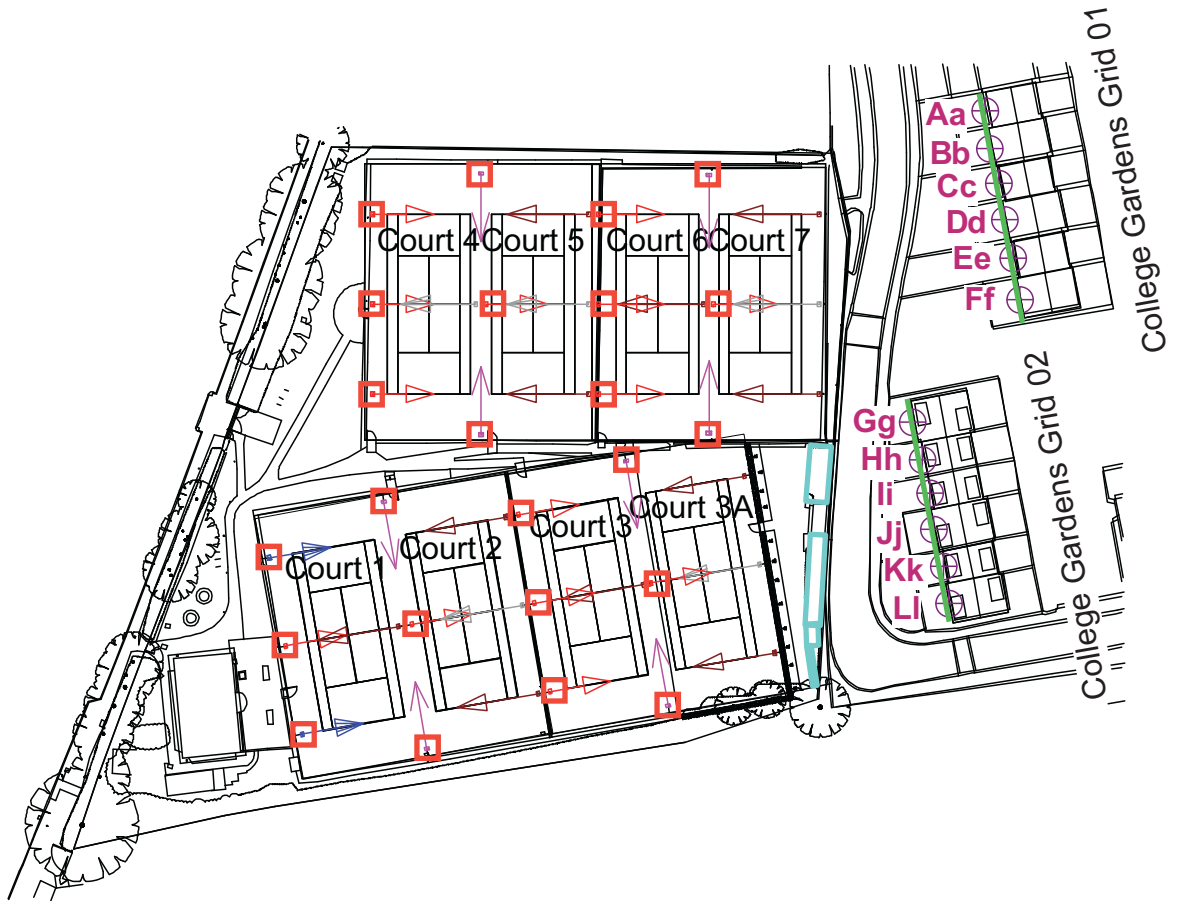 College Gardens Grid 01
Aa
Bb
Cc
Dd
Ee
Ff
Court 4
Court 5
Court 6
Court 7
College Gardens Grid 02
Gg
Hh
Ii
Jj
Kk
Ll
Court 1
Court 2
Court 3
Court 3A